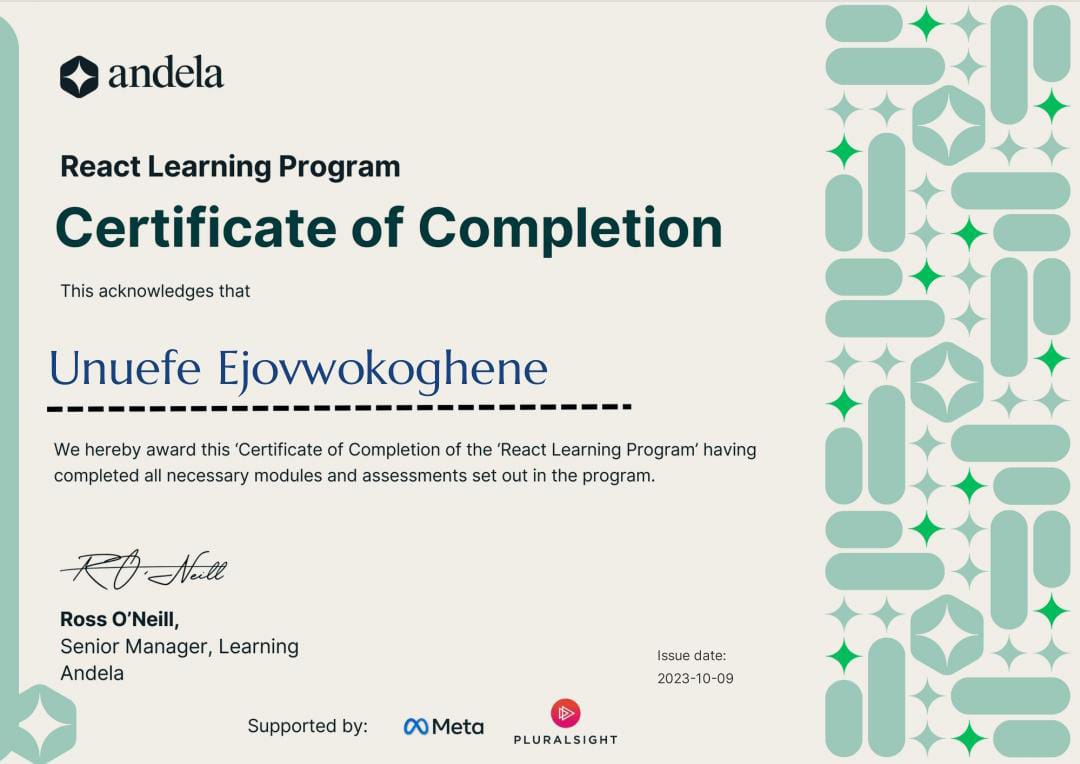 andela
React Learning Program
Certificate of Completion
This acknowledges that
Unuefe Ejovwokoghene
We hereby award this ‘Certificate of Completion of the ‘React Learning Program’ having
completed all necessary modules and assessments set out in the program.
RO. Neill
Ross O’Neill,
Senior Manager, Learning
Andela
Issue date:
2023-10-09
Supported by:
Meta
PLURALSIGHT